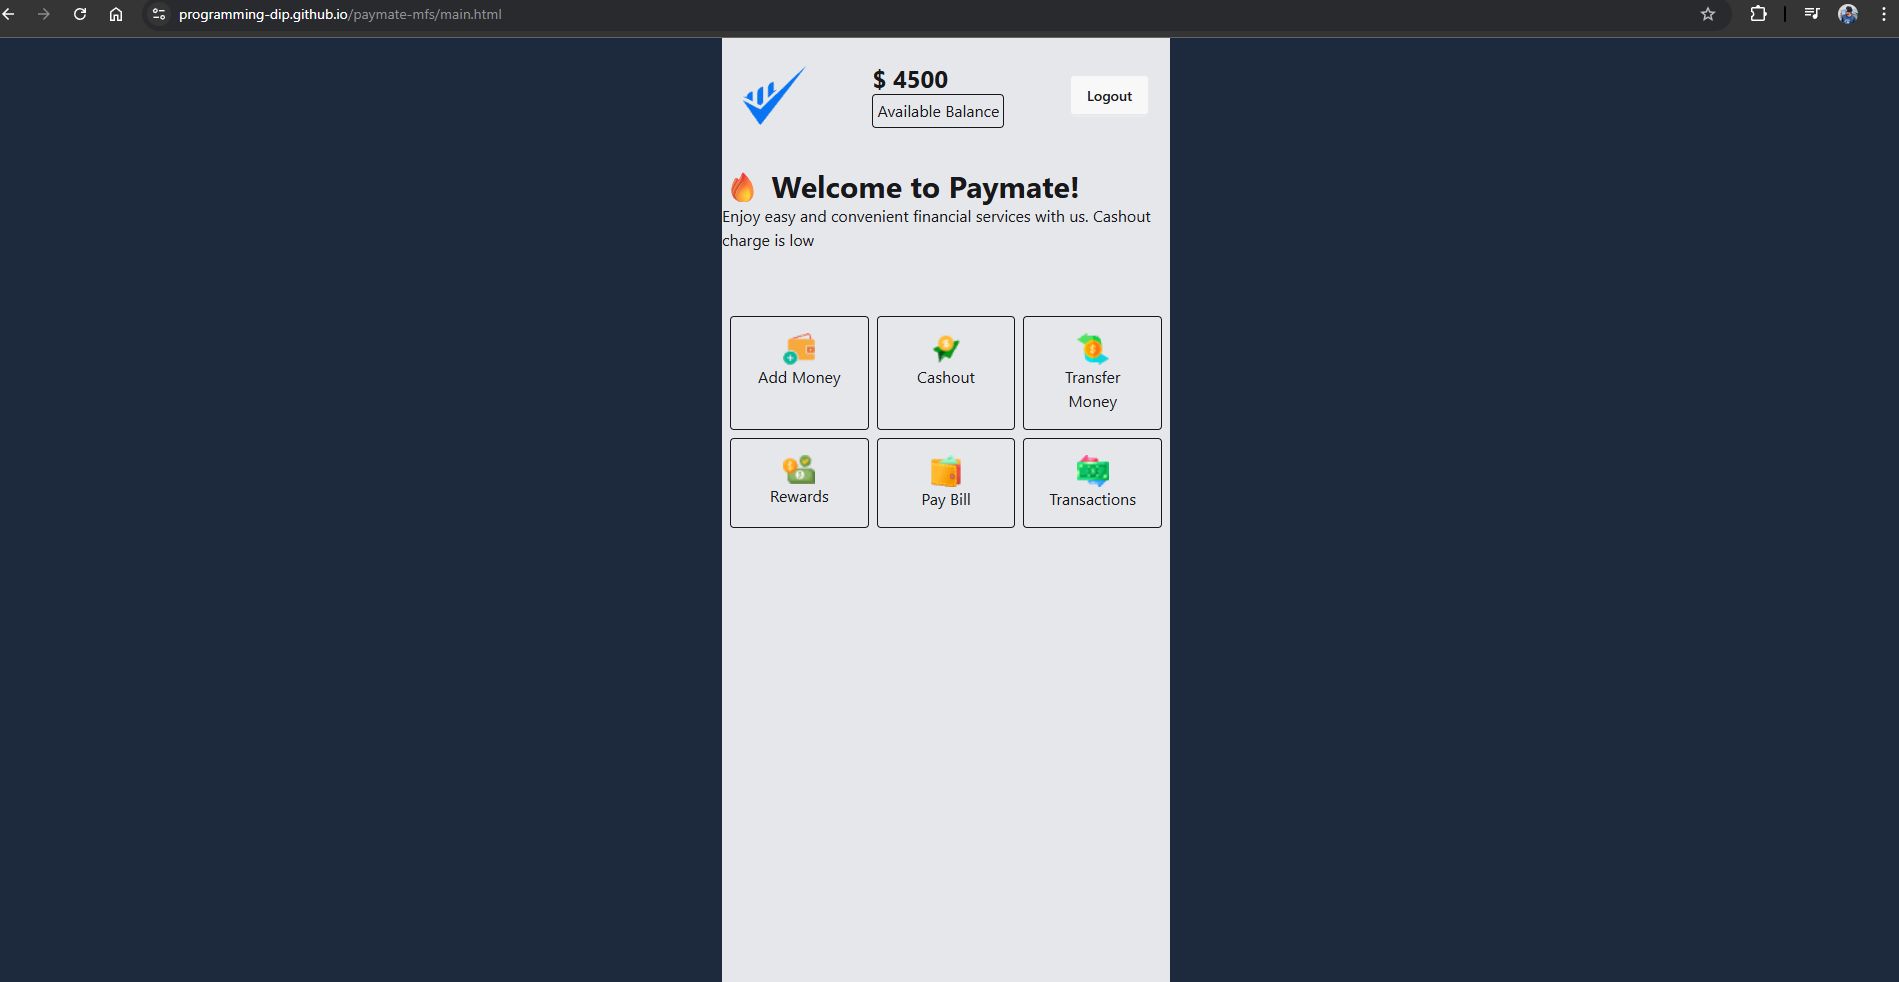 programming-dip.github.io/paymate-mfs/main.html
$ 4500
Available Balance
Logout
Welcome to Paymate!
Enjoy easy and convenient financial services with us. Cashout
charge is low
Add Money
Cashout
Transfer
Money
Rewards
Pay Bill
Transactions